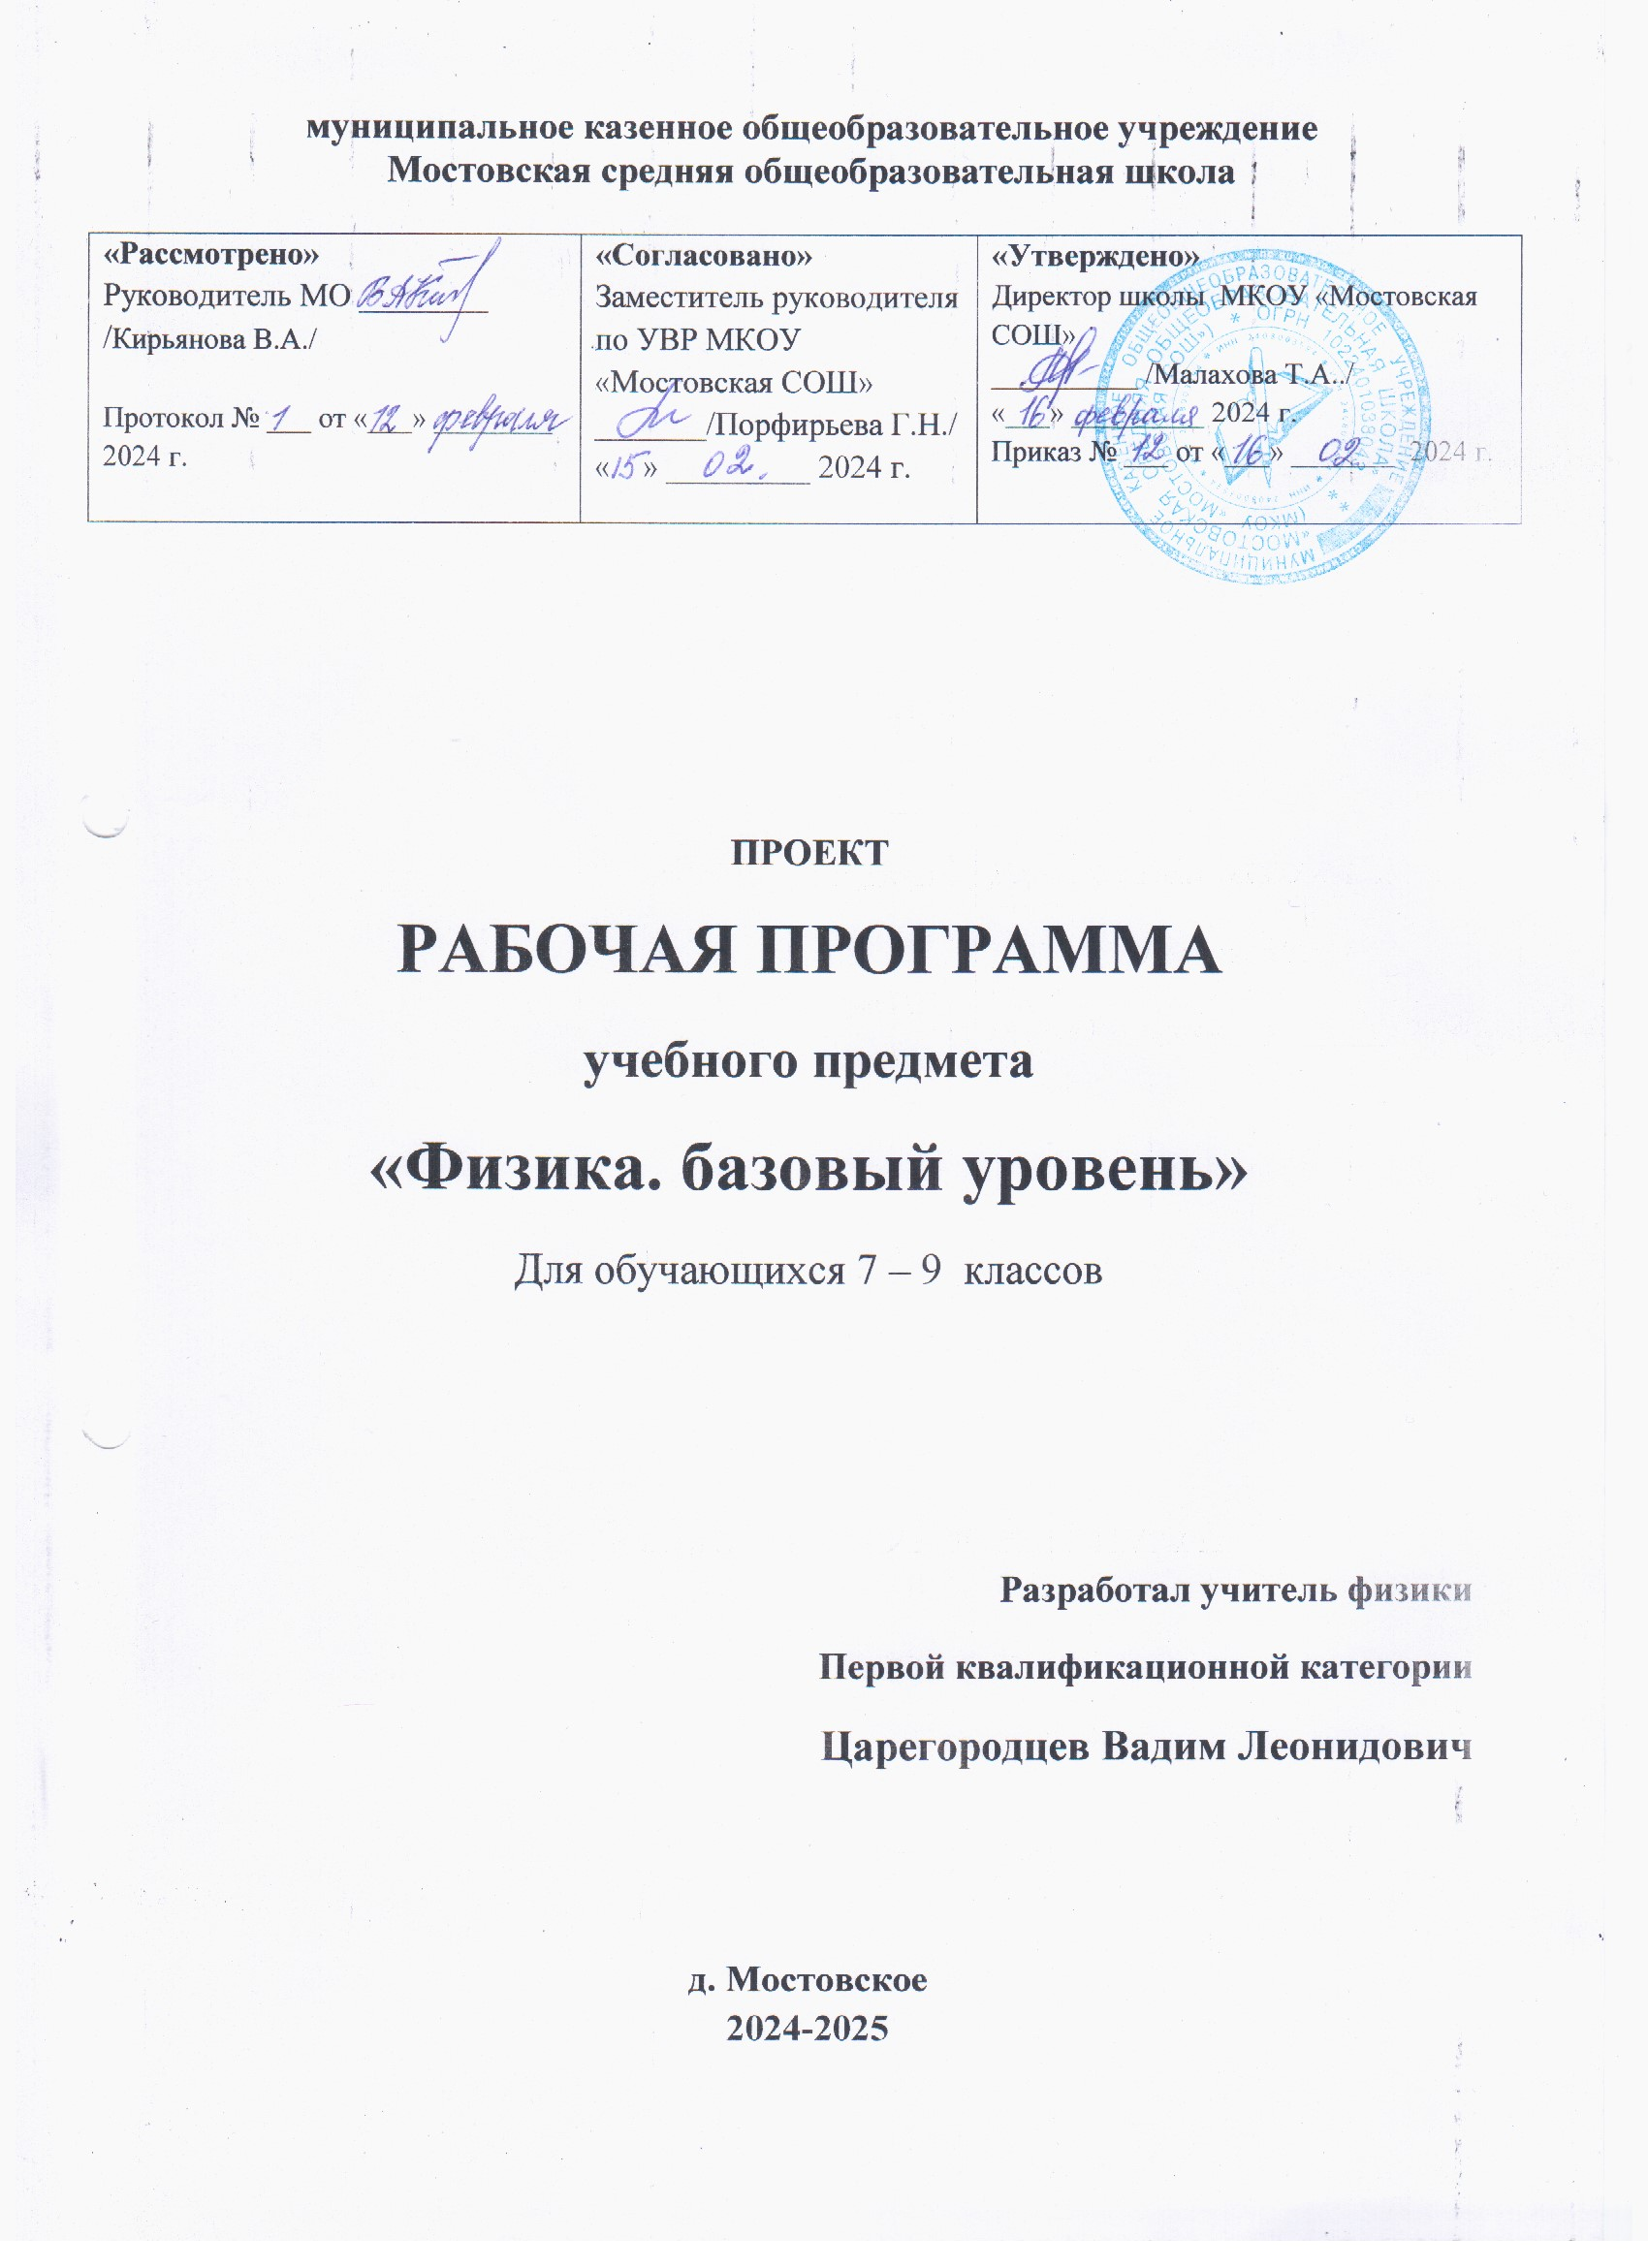 муниципальное казенное общеобразовательное учреждение
Мостовская средняя общеобразовательная школа
«Рассмотрено»
Руководитель МО
/Кирьянова В.А./
Протокол № 1 от «12» февраля
2024 г.
«Согласовано»
Заместитель руководителя
по УВР МКОУ
«Мостовская СОШ»
/Порфирьева Г.Н./
«15» 02. 2024 г.
«Утверждено»
Директор школы МКОУ «Мостовская
СОШ»
/Малахова Т.А../
«16» февраля 2024 г.
Приказ № 12 от «16» 02 2024 г.
ПРОЕКТ
РАБОЧАЯ ПРОГРАММА
учебного предмета
«Физика. базовый уровень»
Для обучающихся 7 – 9 классов
Разработал учитель физики
Первой квалификационной категории
Царегородцев Вадим Леонидович
д. Мостовское
2024-2025